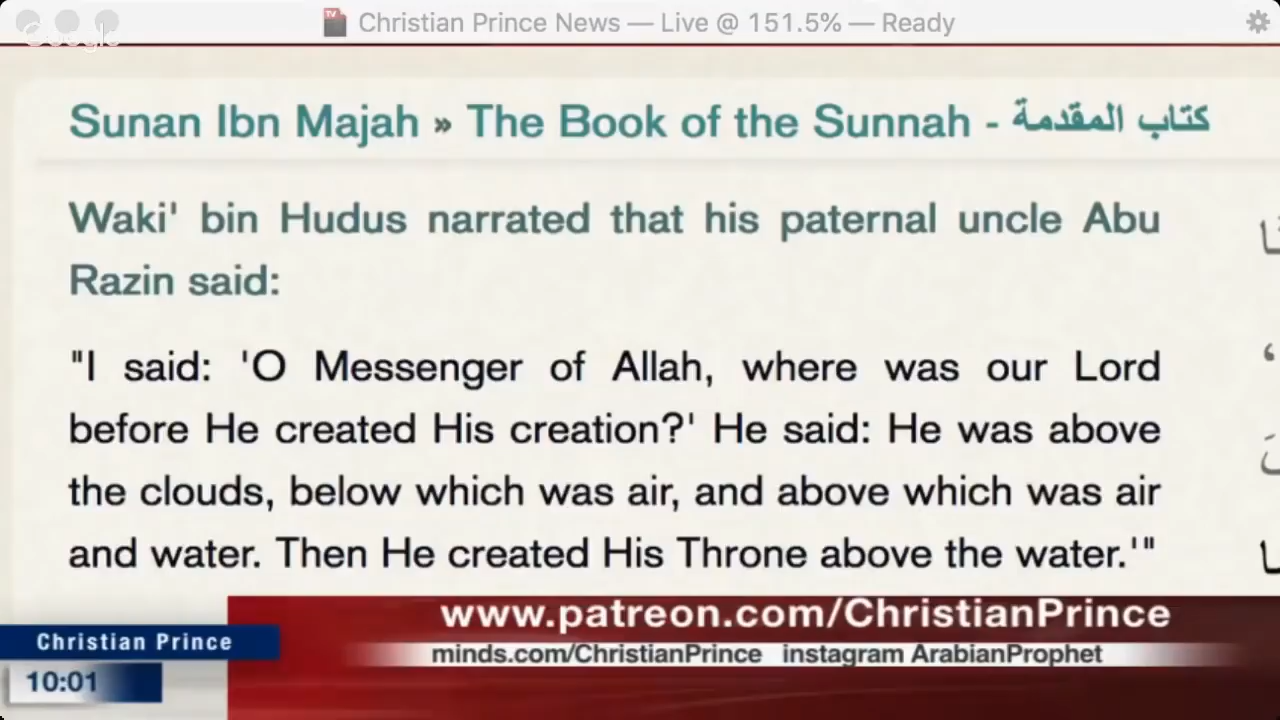 Christian Prince News — Live @ 151.5% — Ready
Google
Sunan Ibn Majah » The Book of the Sunnah - كتاب المقدمة
Waki' bin Hudus narrated that his paternal uncle Abu
Razin said:
"I said: 'O Messenger of Allah, where was our Lord
before He created His creation?' He said: He was above
the clouds, below which was air, and above which was air
and water. Then He created His Throne above the water.'"
www.patreon.com/ChristianPrince
Christian Prince
minds.com/ChristianPrince instagram ArabianProphet
10:01